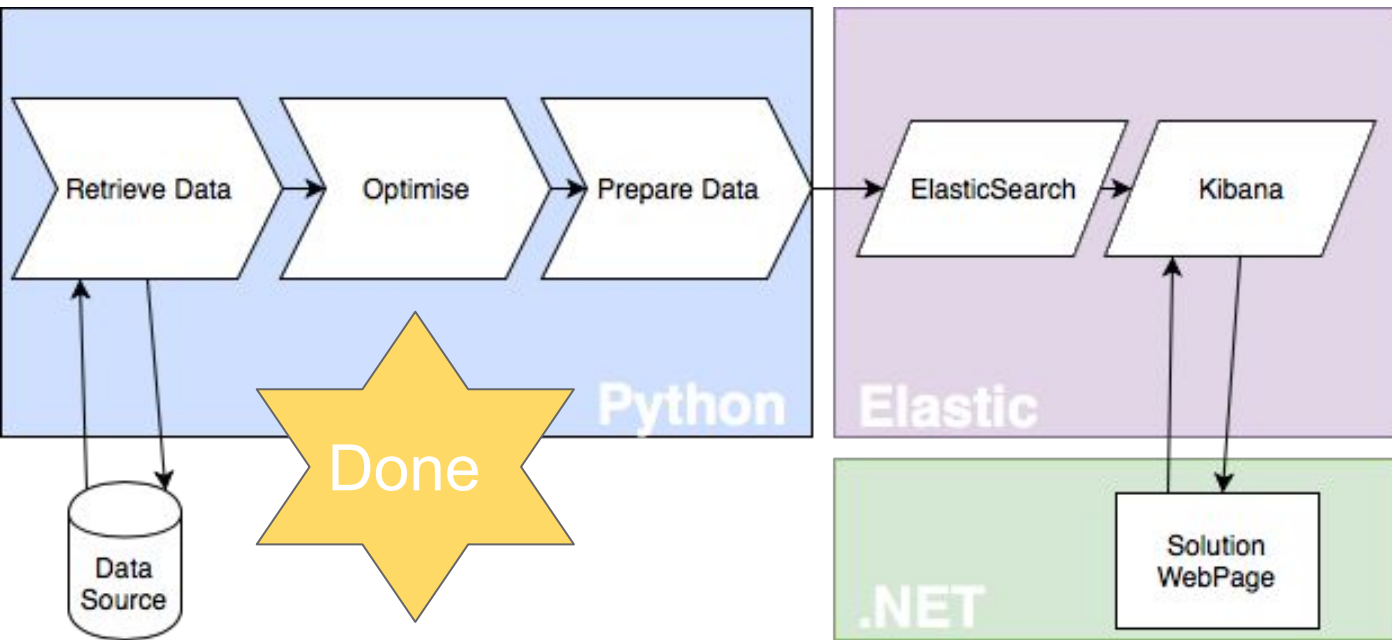 Retrieve Data
Optimise
Prepare Data
ElasticSearch
Kibana
Python
Elastic
Done
Data
Source
Solution
WebPage
.NET